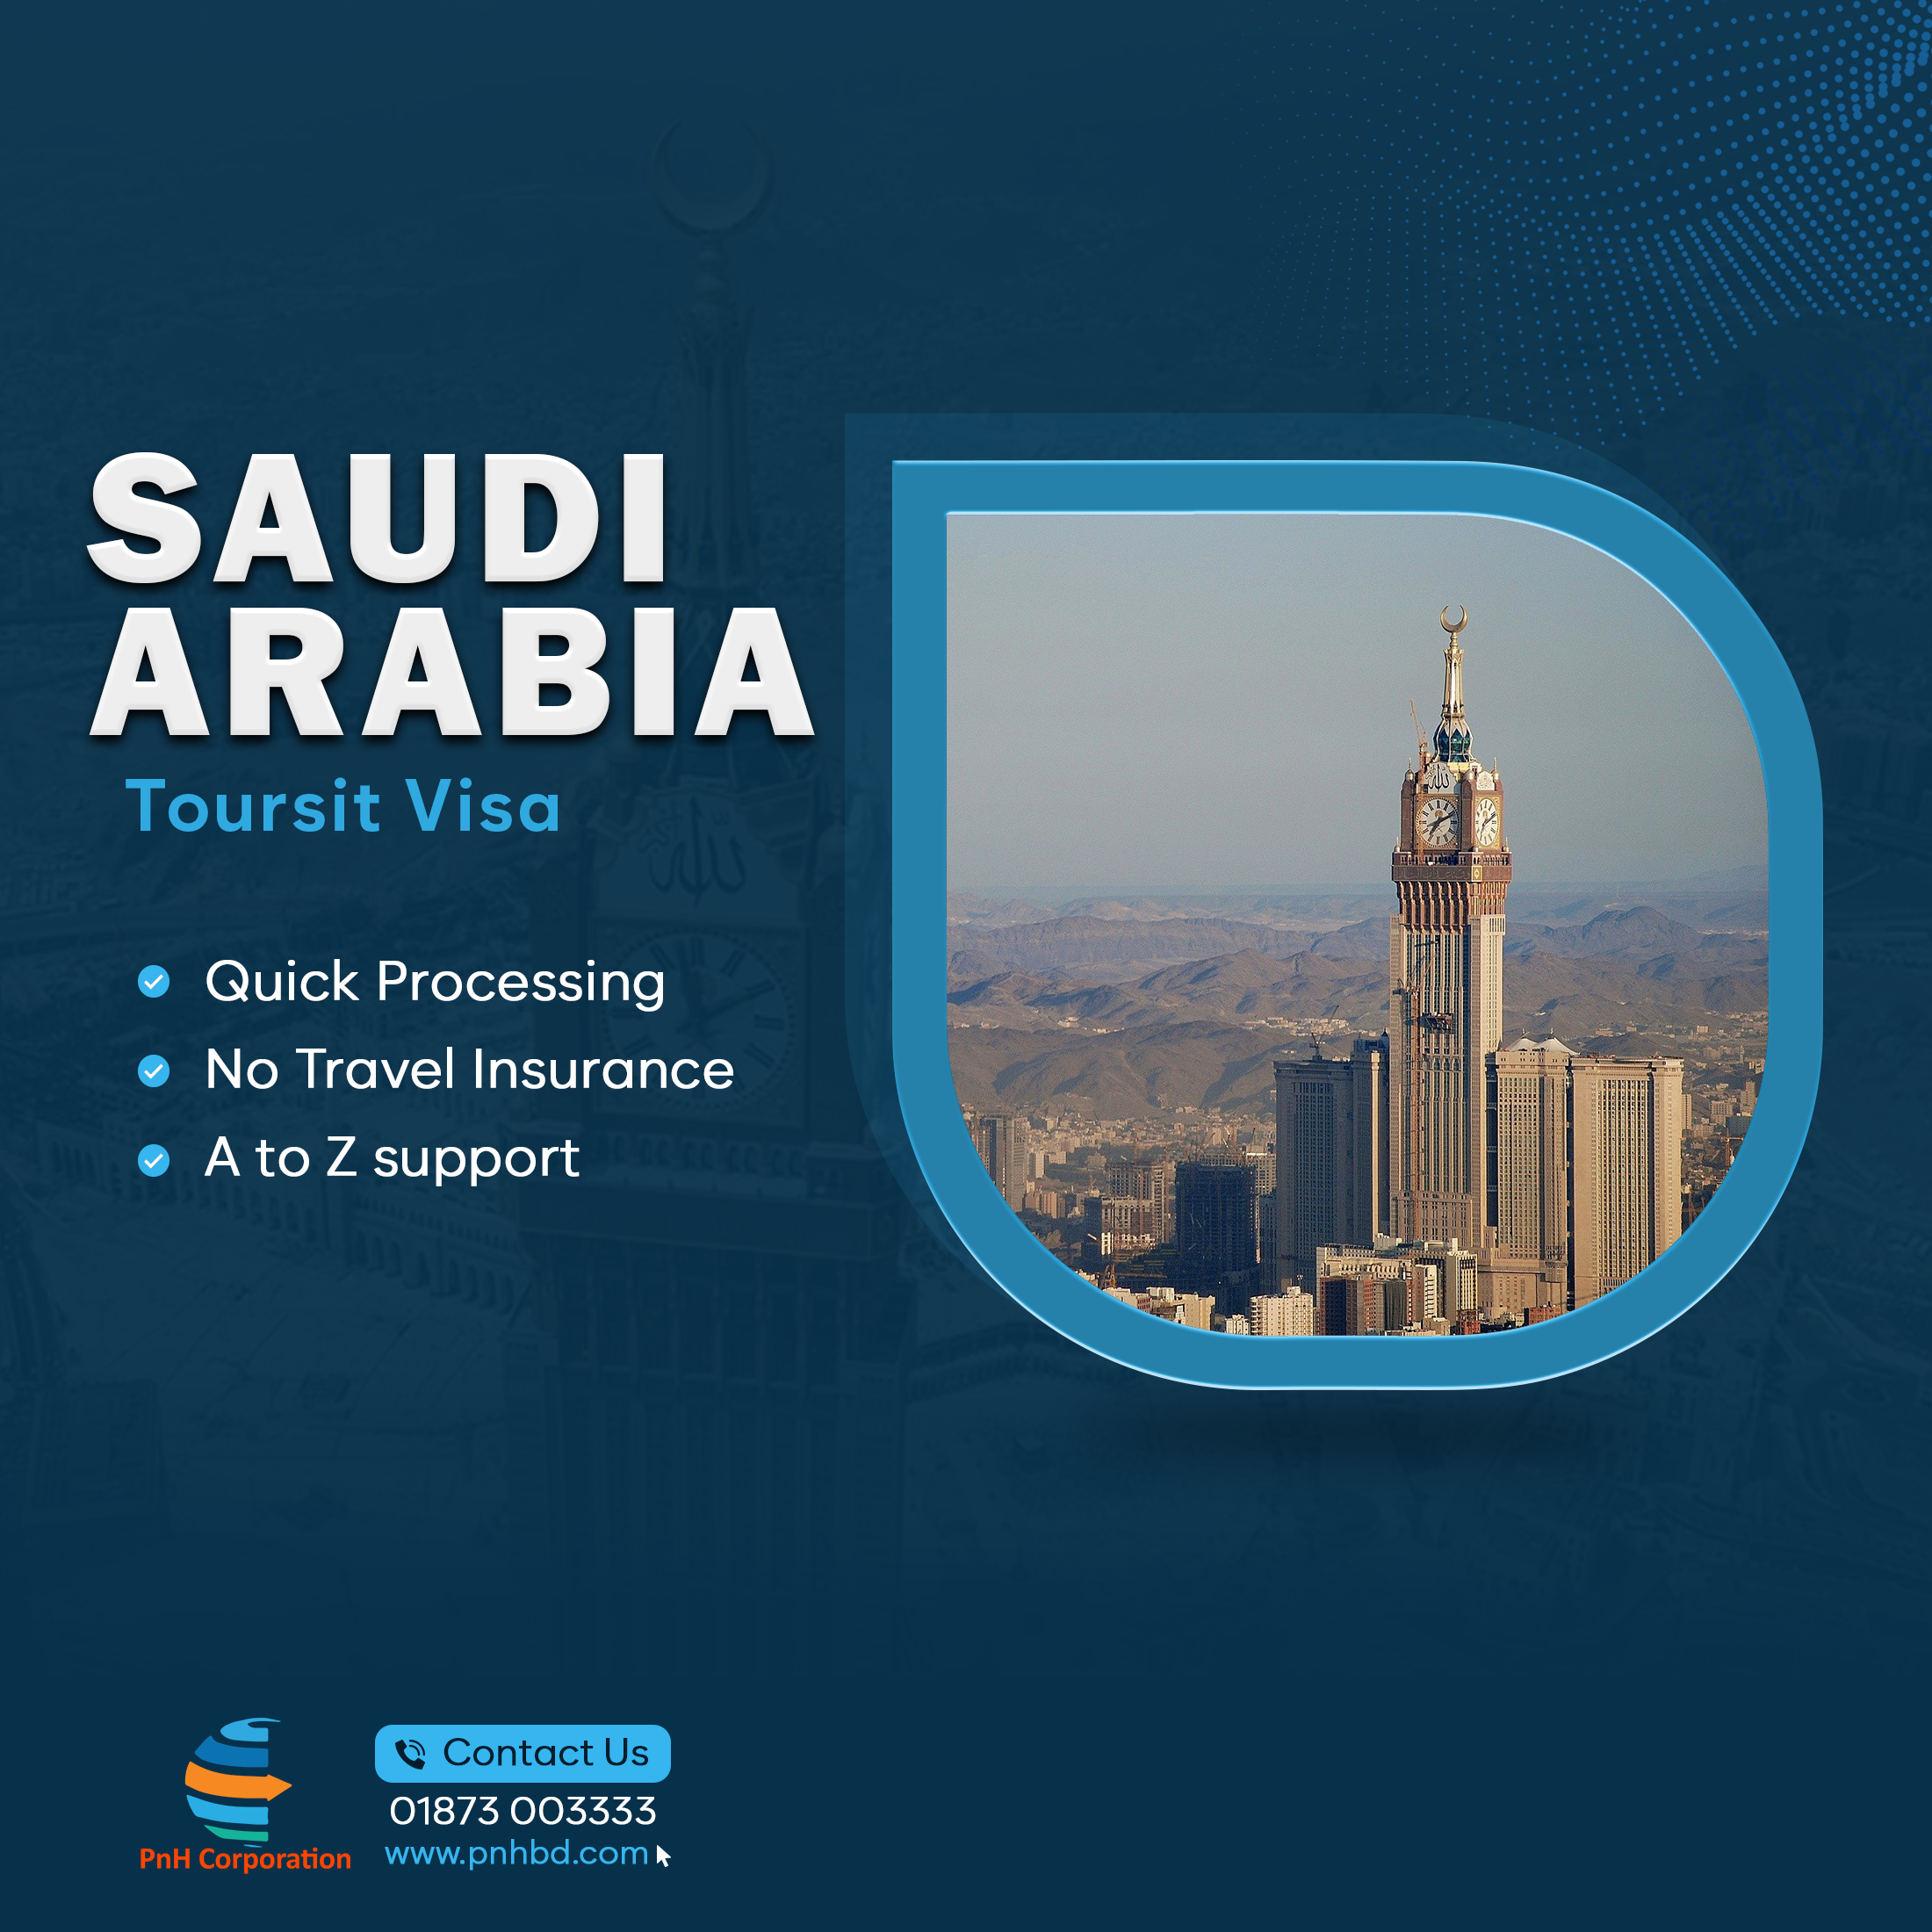 SAUDI
ARABIA
Toursit Visa
Quick Processing
No Travel Insurance
A to Z support
PnH Corporation
Contact Us
01873 003333
www.pnhbd.com